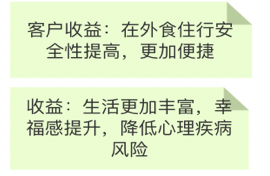 客户收益：在外食住行安
全性提高，更加便捷
收益：生活更加丰富，幸
福感提升，降低心理疾病
风险